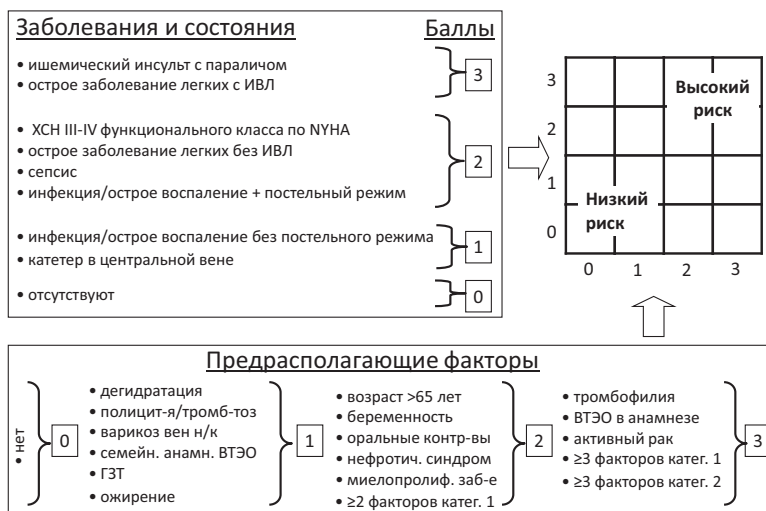 Заболевания и состояния Баллы
• ишемический инсульт с параличом
• острое заболевание легких с ИВЛ
3
• ХСН III-IV функционального класса по NYHA
• острое заболевание легких без ИВЛ
• сепсис
• инфекция/острое воспаление + постельный режим
2
• инфекция/острое воспаление без постельного режима
• катетер в центральной вене
1
• отсутствуют
0
3
2
1
0
Высокий
риск
Низкий
риск
0 1 2 3
Предрасполагающие факторы
• нет
0
• дегидратация
• полицит-я/тромб-тоз
• варикоз вен н/к
• семейн. анамн. ВТЭО
• ГЗТ
• ожирение
1
• возраст >65 лет
• беременность
• оральные контр-вы
• нефротич. синдром
• миелопролиф. заб-е
• ≥2 факторов катег. 1
2
• тромбофилия
• ВТЭО в анамнезе
• активный рак
• ≥3 факторов катег. 1
• ≥3 факторов катег. 2
3